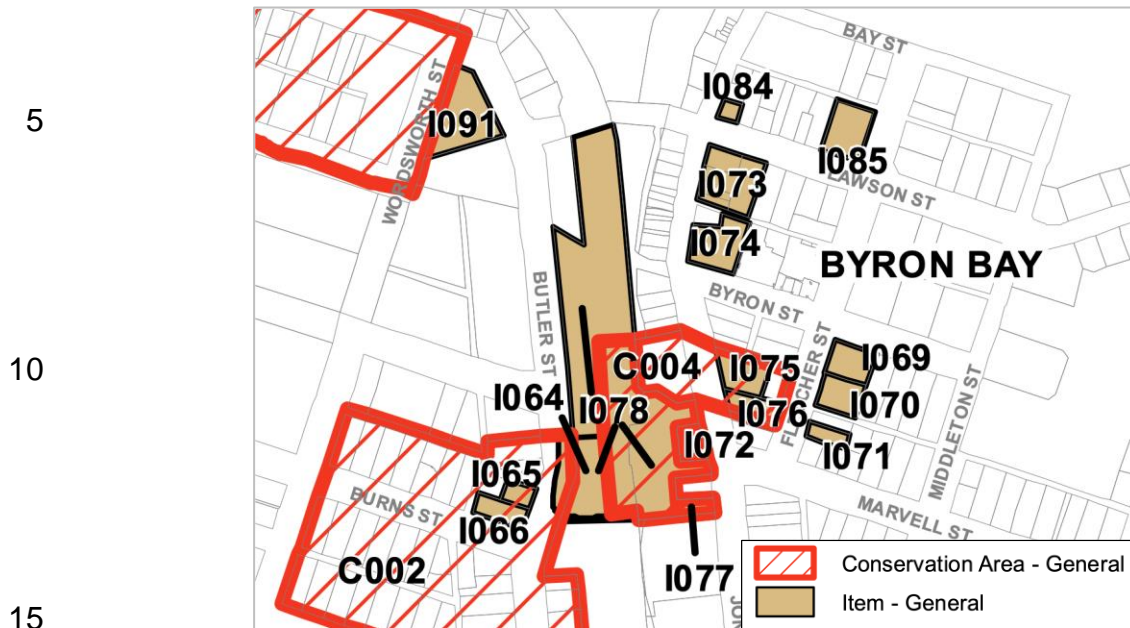 BAY ST
I084
5
WORDSWORTH ST
I091
I085
I073
LAWSON ST
I074
BYRON BAY
BUTLER ST
BYRON ST
FLETCHER ST
I069
I075
C004
10
I064
I078
I076
I070
MIDDLETON ST
I072
I071
I065
BURNS ST
I066
MARVELL ST
C002
I077
Conservation Area - General
Item - General
15